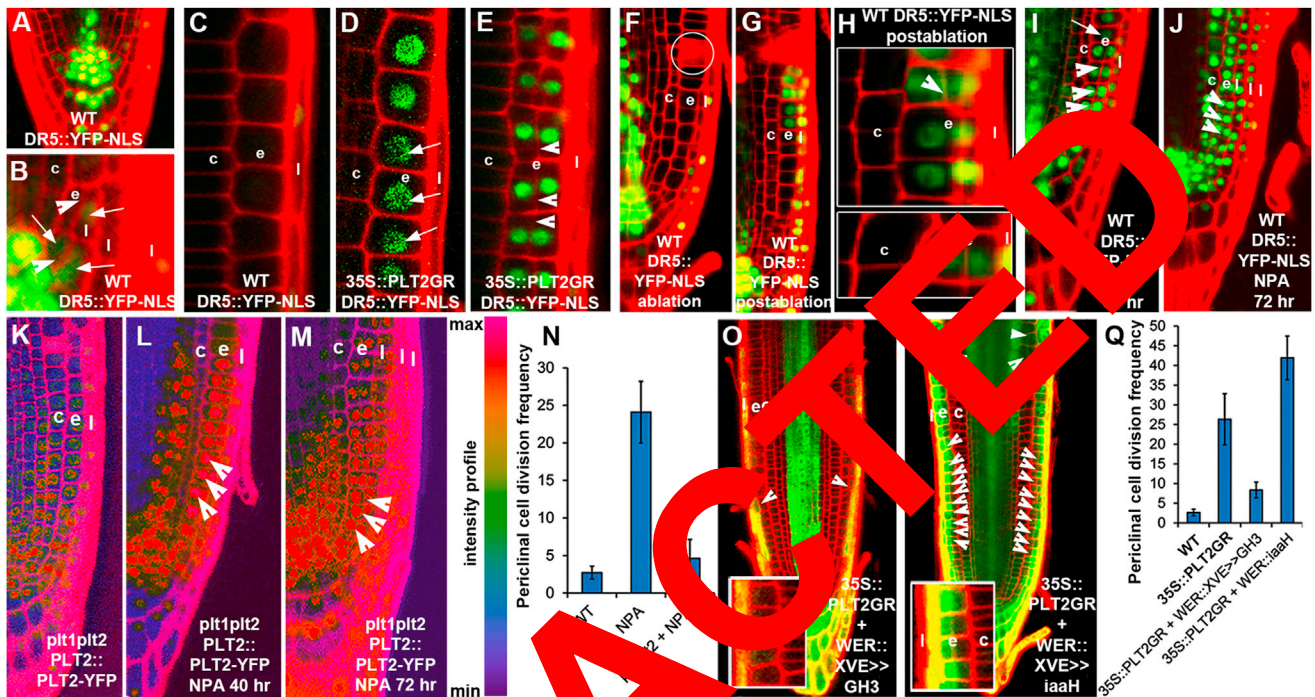 A
WT
DR5::YFP-NLS
B
c
e
l
l
l
WT
DR5::YFP-NLS
C
c
e
l
WT
DR5::YFP-NLS
D
c
e
l
35S::PLT2GR
DR5::YFP-NLS
E
c
e
l
35S::PLT2GR
DR5::YFP-NLS
F
c
e
l
WT
DR5::
YFP-NLS
ablation
G
c
e
l
WT
DR5::
YFP-NLS
postablation
H
WT DR5::YFP-NLS
postablation
c
e
l
c
l
I
c
e
l
WT
DR5::
hr
J
c
e
l
l
l
WT
DR5::
YFP-NLS
NPA
72 hr
K
c
e
l
plt1plt2
PLT2::
PLT2-YFP
L
c
e
l
plt1plt2
PLT2::
PLT2-YFP
NPA 40 hr
M
c
e
l
l
l
plt1plt2
PLT2::
PLT2-YFP
NPA 72 hr
max
intensity profile
min
N
Periclinal cell division frequency
30
25
20
15
10
5
0
WT
NPA
O
l
e
35S::
PLT2GR
+
WER::
XVE>>
GH3
l
e
c
l
e
c
35S::
PLT2GR
+
WER::
XVE>>
iaaH
Q
Periclinal cell division frequency
50
45
40
35
30
25
20
15
10
5
0
WT
35S::PLT2GR
35S::PLT2GR + WER::XVE>>GH3
35S::PLT2GR + WER::iaaH
ACTED